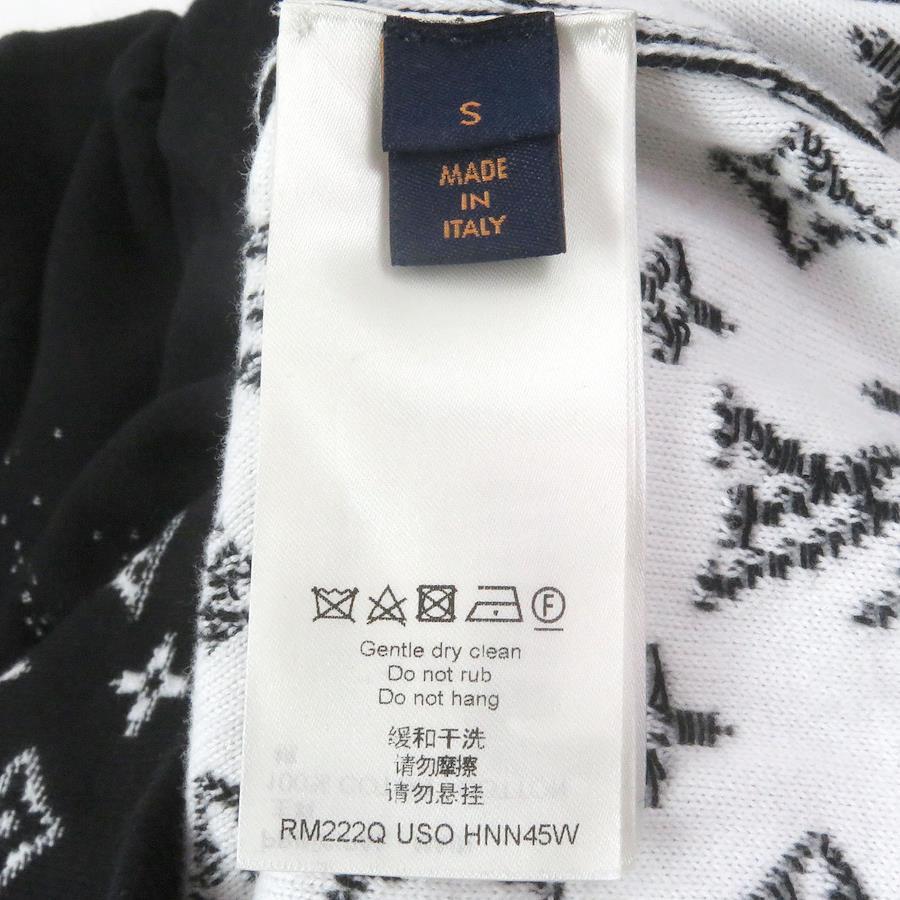 S
MADE
IN
ITALY
F
Gentle dry clean
Do not rub
Do not hang
缓和干洗
请勿摩擦
请勿悬挂
RM222Q USO HNN45W